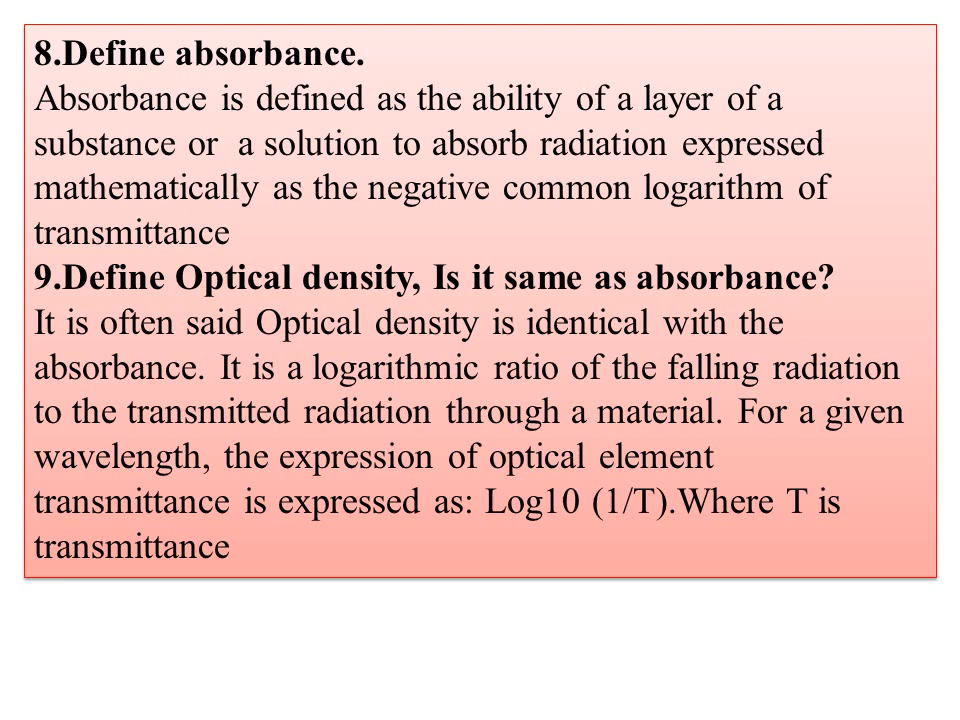 8.Define absorbance.
Absorbance is defined as the ability of a layer of a
substance or  a solution to absorb radiation expressed
mathematically as the negative common logarithm of
transmittance
9.Define Optical density, Is it same as absorbance?
It is often said Optical density is identical with the
absorbance. It is a logarithmic ratio of the falling radiation
to the transmitted radiation through a material. For a given
wavelength, the expression of optical element
transmittance is expressed as: Log10 (1/T).Where T is
transmittance